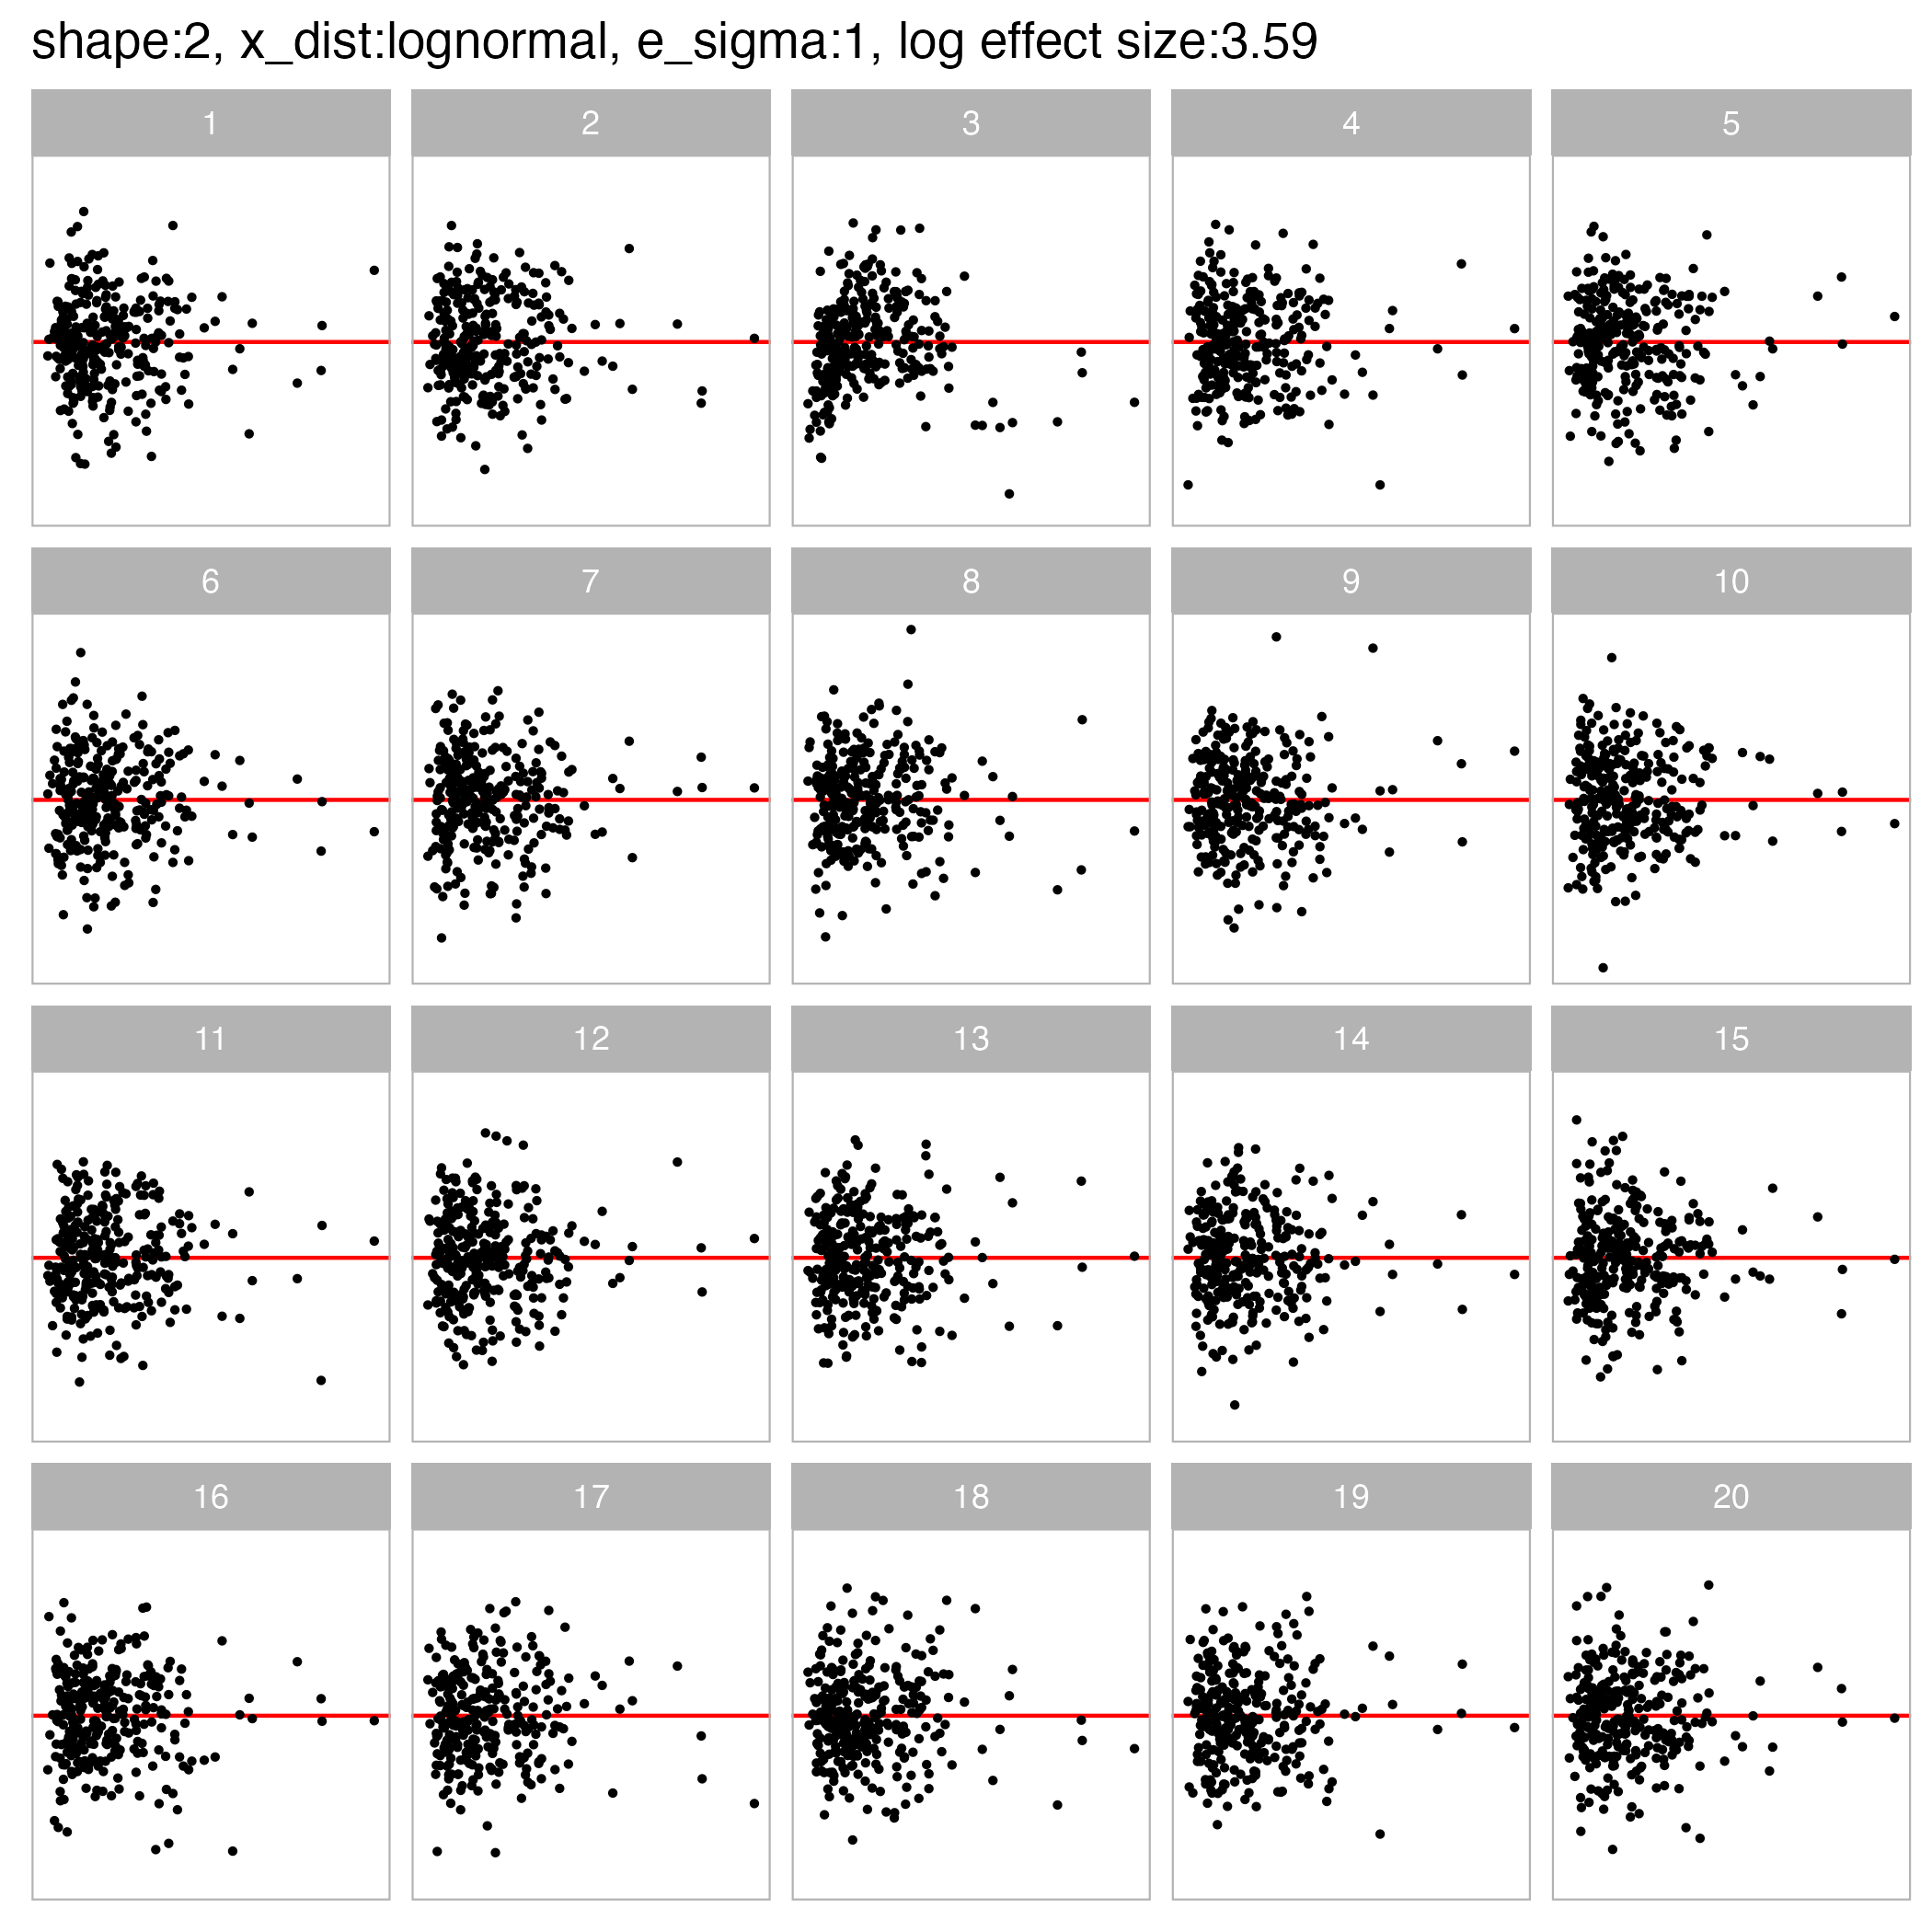 shape:2, x_dist:lognormal, e_sigma:1, log effect size:3.59
1 2 3 4 5
6 7 8 9 10
11 12 13 14 15
16 17 18 19 20